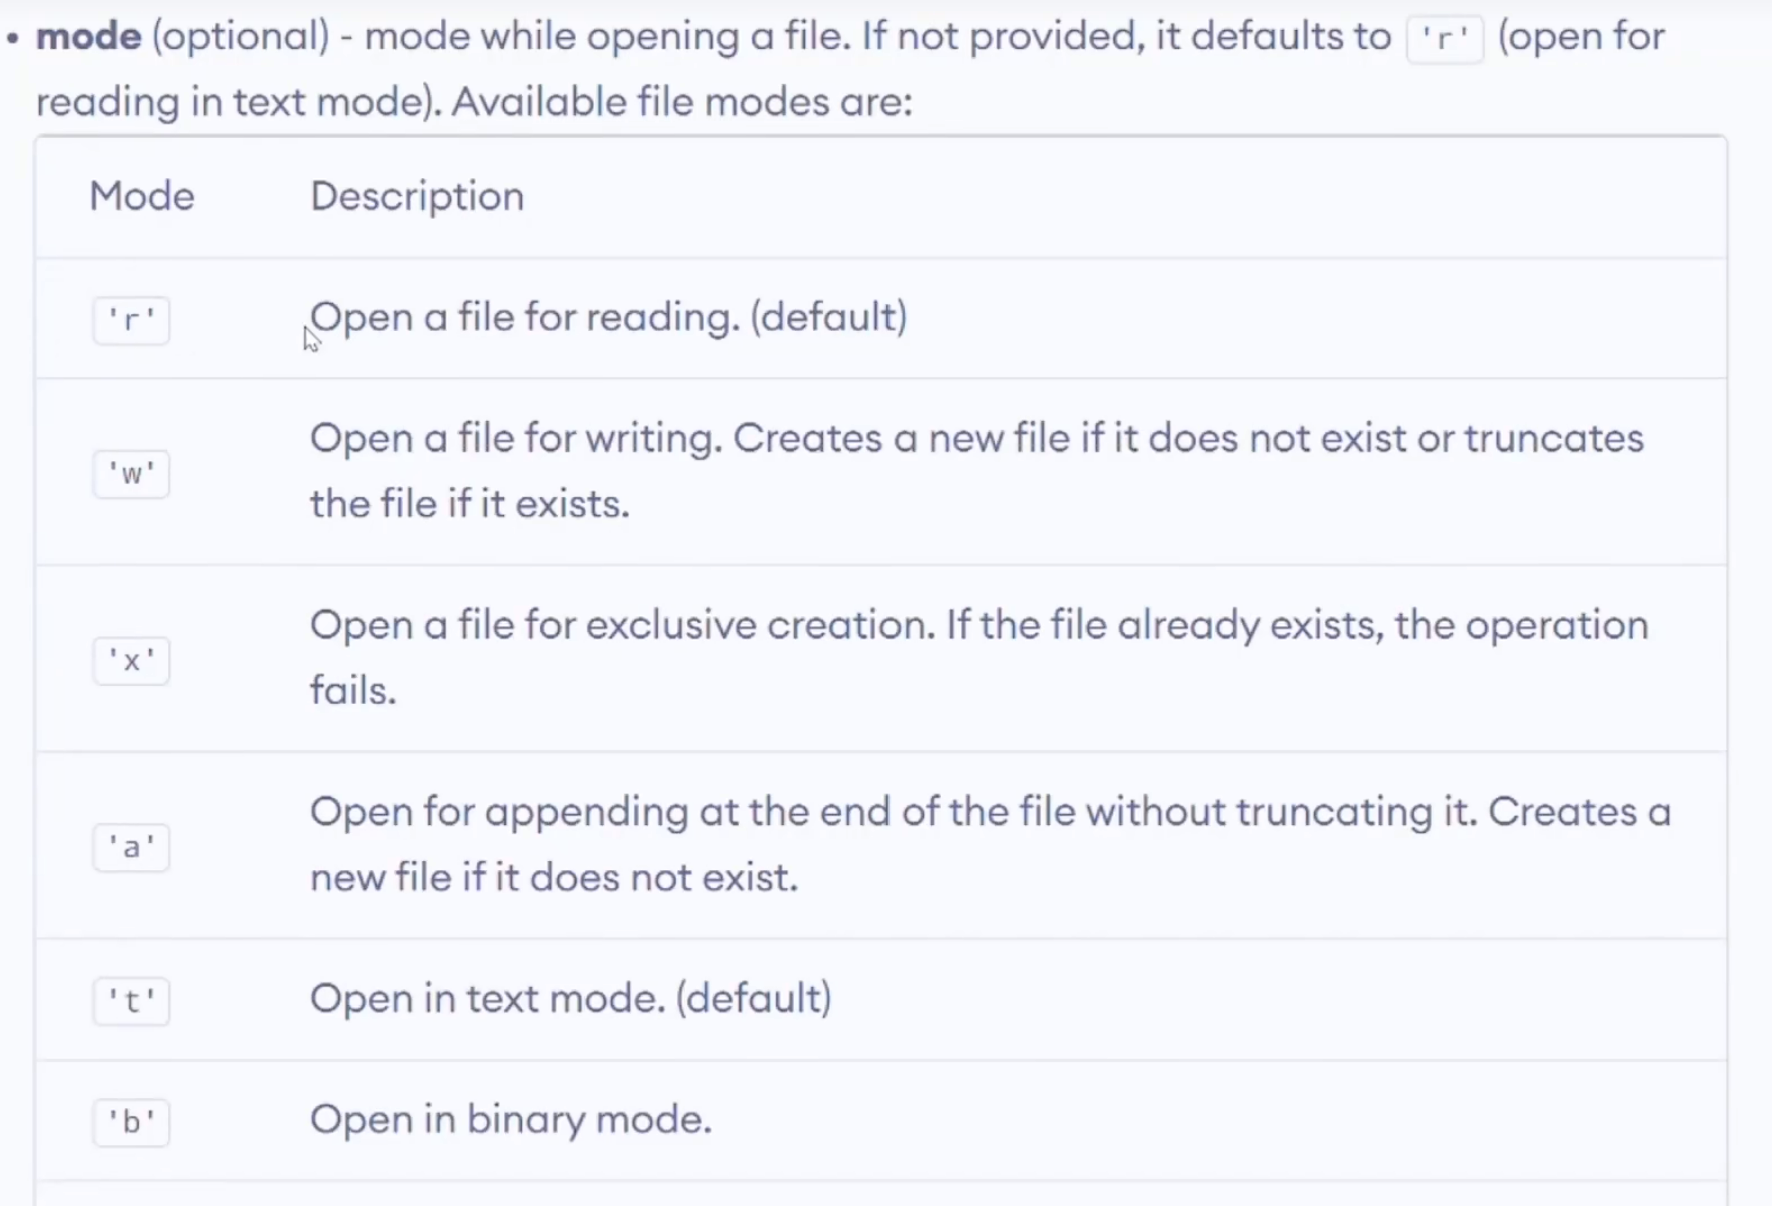 • mode (optional) - mode while opening a file. If not provided, it defaults to 'r' (open for
reading in text mode). Available file modes are:
Mode Description
'r' Open a file for reading. (default)
'w' Open a file for writing. Creates a new file if it does not exist or truncates
the file if it exists.
'x' Open a file for exclusive creation. If the file already exists, the operation
fails.
'a' Open for appending at the end of the file without truncating it. Creates a
new file if it does not exist.
't' Open in text mode. (default)
'b' Open in binary mode.